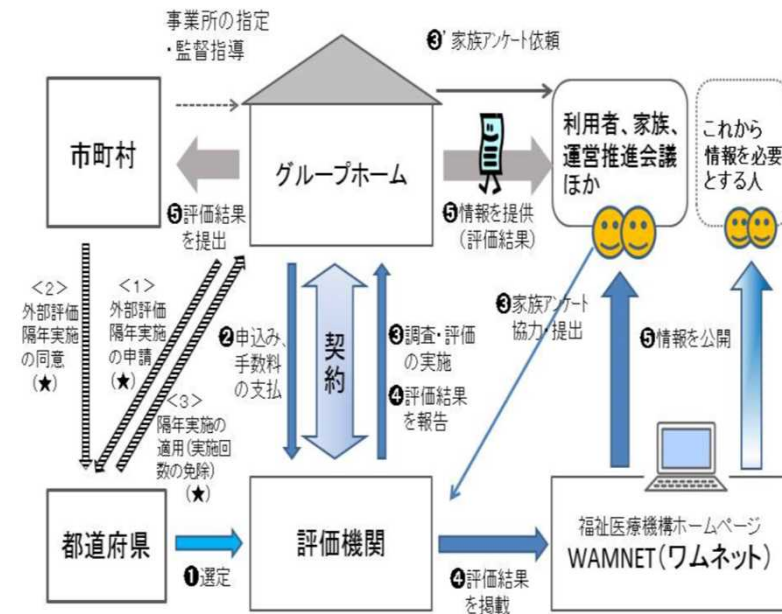 事業所の指定
・監督指導
❸’家族アンケート依頼
市町村
グループホーム
利用者、家族、
運営推進会議
ほか
これから
情報を必要
とする人
❺評価結果
を提出
❺情報を提供
(評価結果)
<2>
外部評価
隔年実施
の同意
(★)
<1>
外部評価
隔年実施
の申請
(★)
<3>
隔年実施の
適用(実施回
数の免除)
(★)
❷申込み、
手数料
の支払
契約
❸調査・評価
の実施
❹評価結果
を報告
❸家族アンケート
協力・提出
❺情報を公開
都道府県
❶選定
評価機関
❹評価結果
を掲載
福祉医療機構ホームページ
WAMNET(ワムネット)